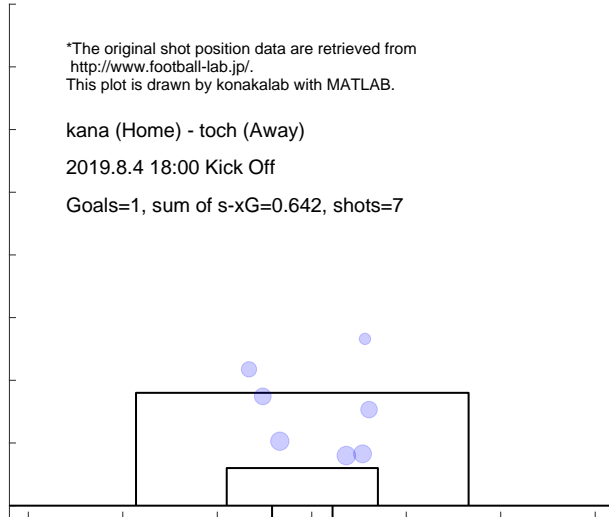 *The original shot position data are retrieved from
http://www.football-lab.jp/.
This plot is drawn by konakalab with MATLAB.
kana (Home) - toch (Away)
2019.8.4 18:00 Kick Off
Goals=1, sum of s-xG=0.642, shots=7